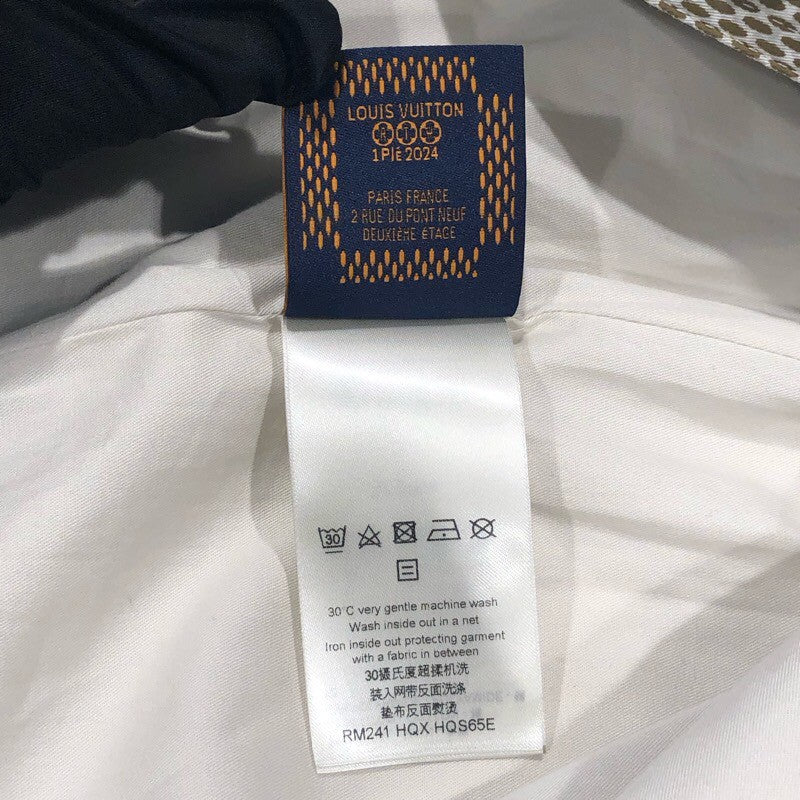 LOUIS VUITTON
1PIÉ2024
PARIS FRANCE
2 RUE DU PONT NEUF
DEUXIÈME ÉTAGE
30
30°C very gentle machine wash
Wash inside out in a net
Iron inside out protecting garment
with a fabric in between
30摄氏度超揉机洗
装入网带反面洗涤
垫布反面熨烫
RM241 HQX HQS65E